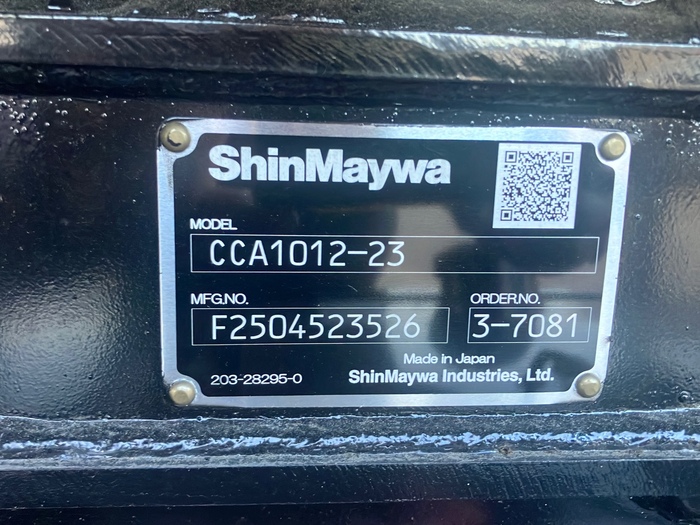 ShinMaywa
MODEL
CCA1012-23
MFG.NO. ORDER.NO.
F2504523526 3-7081
Made in Japan
203-28295-0 ShinMaywa Industries, Ltd.